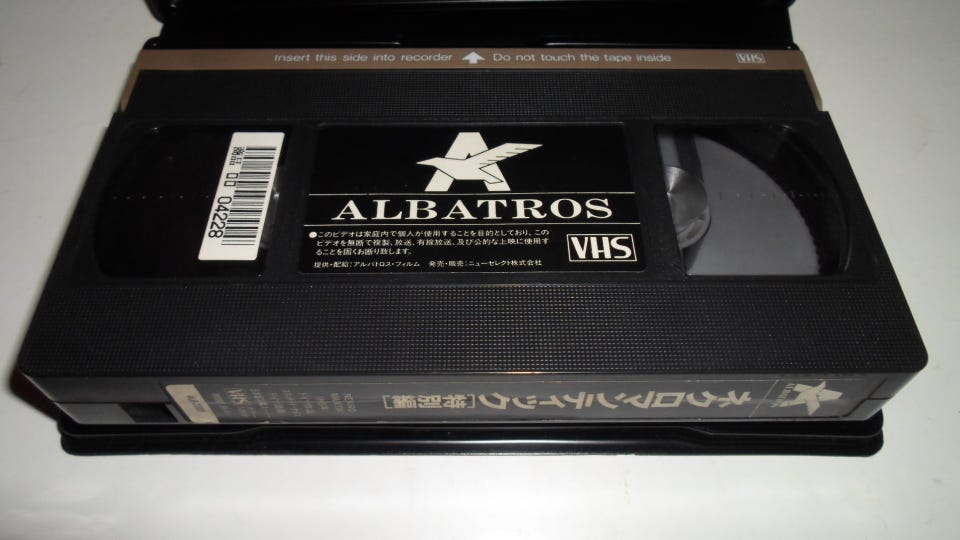 Insert this side into recorder Do not touch the tape inside VHS
商品 00 04228
ALBATROS
●このビデオは家庭内で個人が使用することを目的としており、この
ビデオを無断で複製、放送、有線放送、及び公的な上映に使用す
ることを固くお断り致します。
提供・配給：アルバトロス・フィルム 発売・販売：ニューセレクト株式会社
VHS
ネクロマンティック[特別編]
VHS